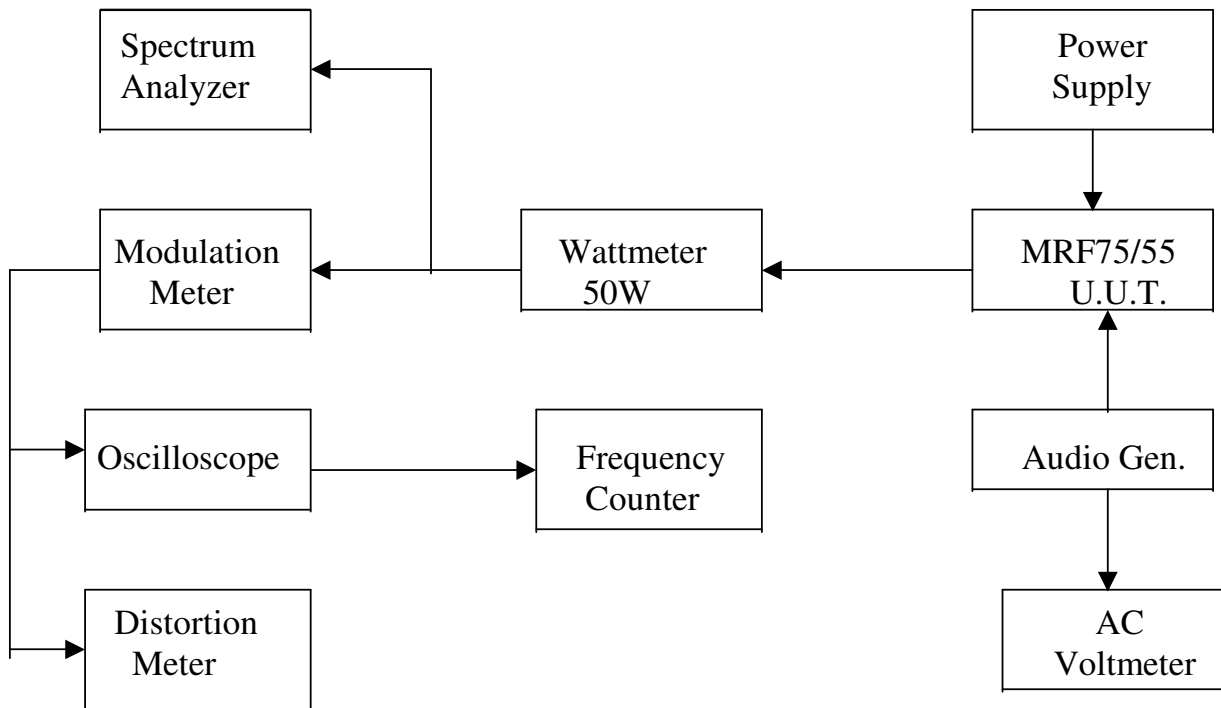 Spectrum
Analyzer
Power
Supply
Modulation
Meter
Wattmeter
50W
MRF75/55
U.U.T.
Oscilloscope
Frequency
Counter
Audio Gen.
Distortion
Meter
AC
Voltmeter